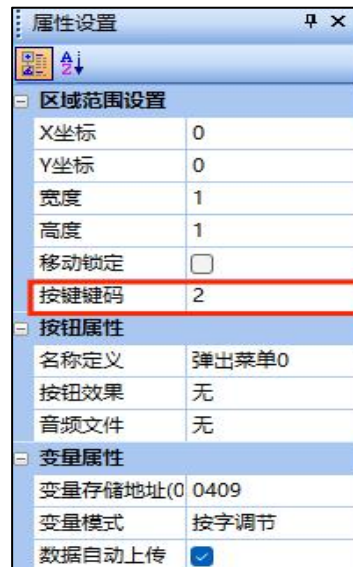 属性设置
区域范围设置
X坐标 0
Y坐标 0
宽度 1
高度 1
移动锁定
按键键码 2
按钮属性
名称定义 弹出菜单0
按钮效果 无
音频文件 无
变量属性
变量存储地址(0 0409
变量模式 按字调节
数据自动上传